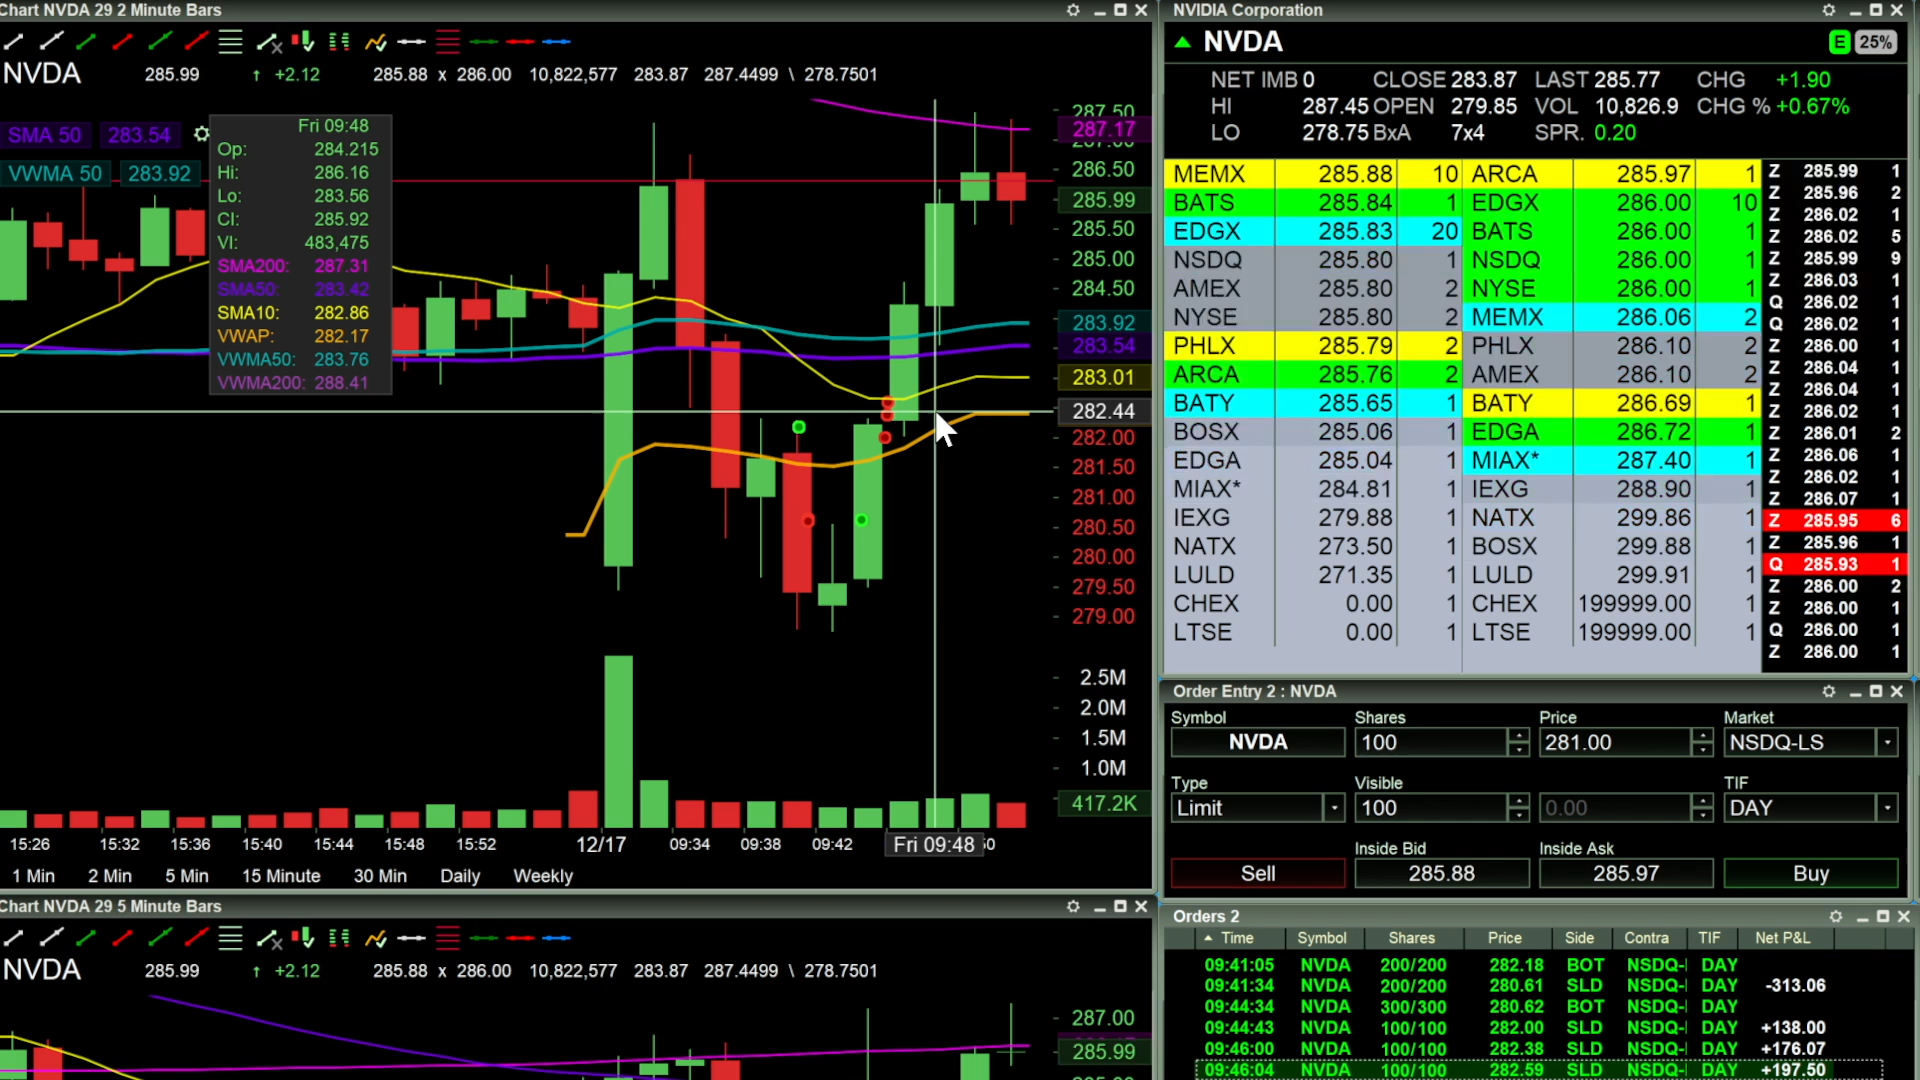 Chart NVDA 29 2 Minute Bars
NVDA 285.99 ↑ +2.12 285.88 x 286.00 10,822,577 283.87 287.4499 \ 278.7501
SMA 50 283.54
VWMA 50 283.92
Fri 09:48
Op: 284.215
Hi: 286.16
Lo: 283.56
Cl: 285.92
Vl: 483,475
SMA200: 287.31
SMA50: 283.42
SMA10: 282.86
VWAP: 282.17
VWMA50: 283.76
VWMA200: 288.41
287.50
287.17
286.50
285.99
285.50
285.00
284.50
283.92
283.54
283.01
282.44
282.00
281.50
281.00
280.50
280.00
279.50
279.00
2.5M
2.0M
1.5M
1.0M
417.2K
15:26 15:32 15:36 15:40 15:44 15:48 15:52 12/17 09:34 09:38 09:42 Fri 09:48
1 Min 2 Min 5 Min 15 Minute 30 Min Daily Weekly
Chart NVDA 29 5 Minute Bars
NVDA 285.99 ↑ +2.12 285.88 x 286.00 10,822,577 283.87 287.4499 \ 278.7501
287.00
285.99
NVIDIA Corporation
NVDA E 25%
NET IMB 0 CLOSE 283.87 LAST 285.77 CHG +1.90
HI 287.45 OPEN 279.85 VOL 10,826.9 CHG % +0.67%
LO 278.75 BxA 7x4 SPR. 0.20
MEMX 285.88 10 ARCA 285.97 1
BATS 285.84 1 EDGX 286.00 10
EDGX 285.83 20 BATS 286.00 1
NSDQ 285.80 1 NSDQ 286.00 1
AMEX 285.80 2 NYSE 286.00 1
NYSE 285.80 2 MEMX 286.06 2
PHLX 285.79 2 PHLX 286.10 2
ARCA 285.76 2 AMEX 286.10 2
BATY 285.65 1 BATY 286.69 1
BOSX 285.06 1 EDGA 286.72 1
EDGA 285.04 1 MIAX* 287.40 1
MIAX* 284.81 1 IEXG 288.90 1
IEXG 279.88 1 NATX 299.86 1
NATX 273.50 1 BOSX 299.88 1
LULD 271.35 1 LULD 299.91 1
CHEX 0.00 1 CHEX 199999.00 1
LTSE 0.00 1 LTSE 199999.00 1
Z 285.99 1
Z 285.96 2
Z 286.02 1
Z 286.02 5
Z 285.99 9
Z 286.03 1
Q 286.02 1
Q 286.02 1
Z 286.00 1
Z 286.04 1
Z 286.04 1
Z 286.02 1
Z 286.01 2
Z 286.06 1
Z 286.02 1
Z 286.07 1
Z 285.95 6
Z 285.96 1
Q 285.93 1
Z 286.00 2
Z 286.00 1
Q 286.00 1
Z 286.00 1
Order Entry 2 : NVDA
Symbol Shares Price Market
NVDA 100 281.00 NSDQ-LS
Type Visible TIF
Limit 100 0.00 DAY
Inside Bid Inside Ask
Sell 285.88 285.97 Buy
Orders 2
Time Symbol Shares Price Side Contra TIF Net P&L
09:41:05 NVDA 200/200 282.18 BOT NSDQ-l DAY
09:41:34 NVDA 200/200 280.61 SLD NSDQ-l DAY -313.06
09:44:34 NVDA 300/300 280.62 BOT NSDQ-l DAY
09:44:43 NVDA 100/100 282.00 SLD NSDQ-l DAY +138.00
09:46:00 NVDA 100/100 282.38 SLD NSDQ-l DAY +176.07
09:46:04 NVDA 100/100 282.59 SLD NSDQ-l DAY +197.50